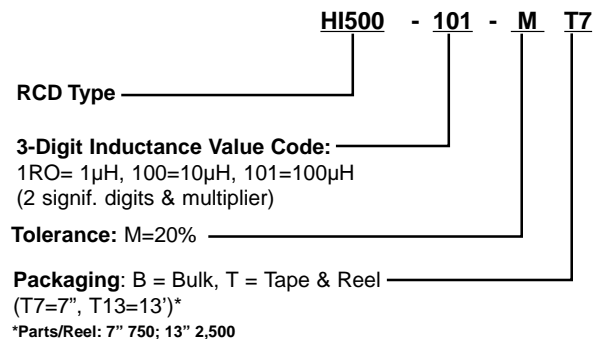 HI500 - 101 - M T7
RCD Type
3-Digit Inductance Value Code:
1RO= 1µH, 100=10µH, 101=100µH
(2 signif. digits & multiplier)
Tolerance: M=20%
Packaging: B = Bulk, T = Tape & Reel
(T7=7”, T13=13’)*
*Parts/Reel: 7” 750; 13” 2,500